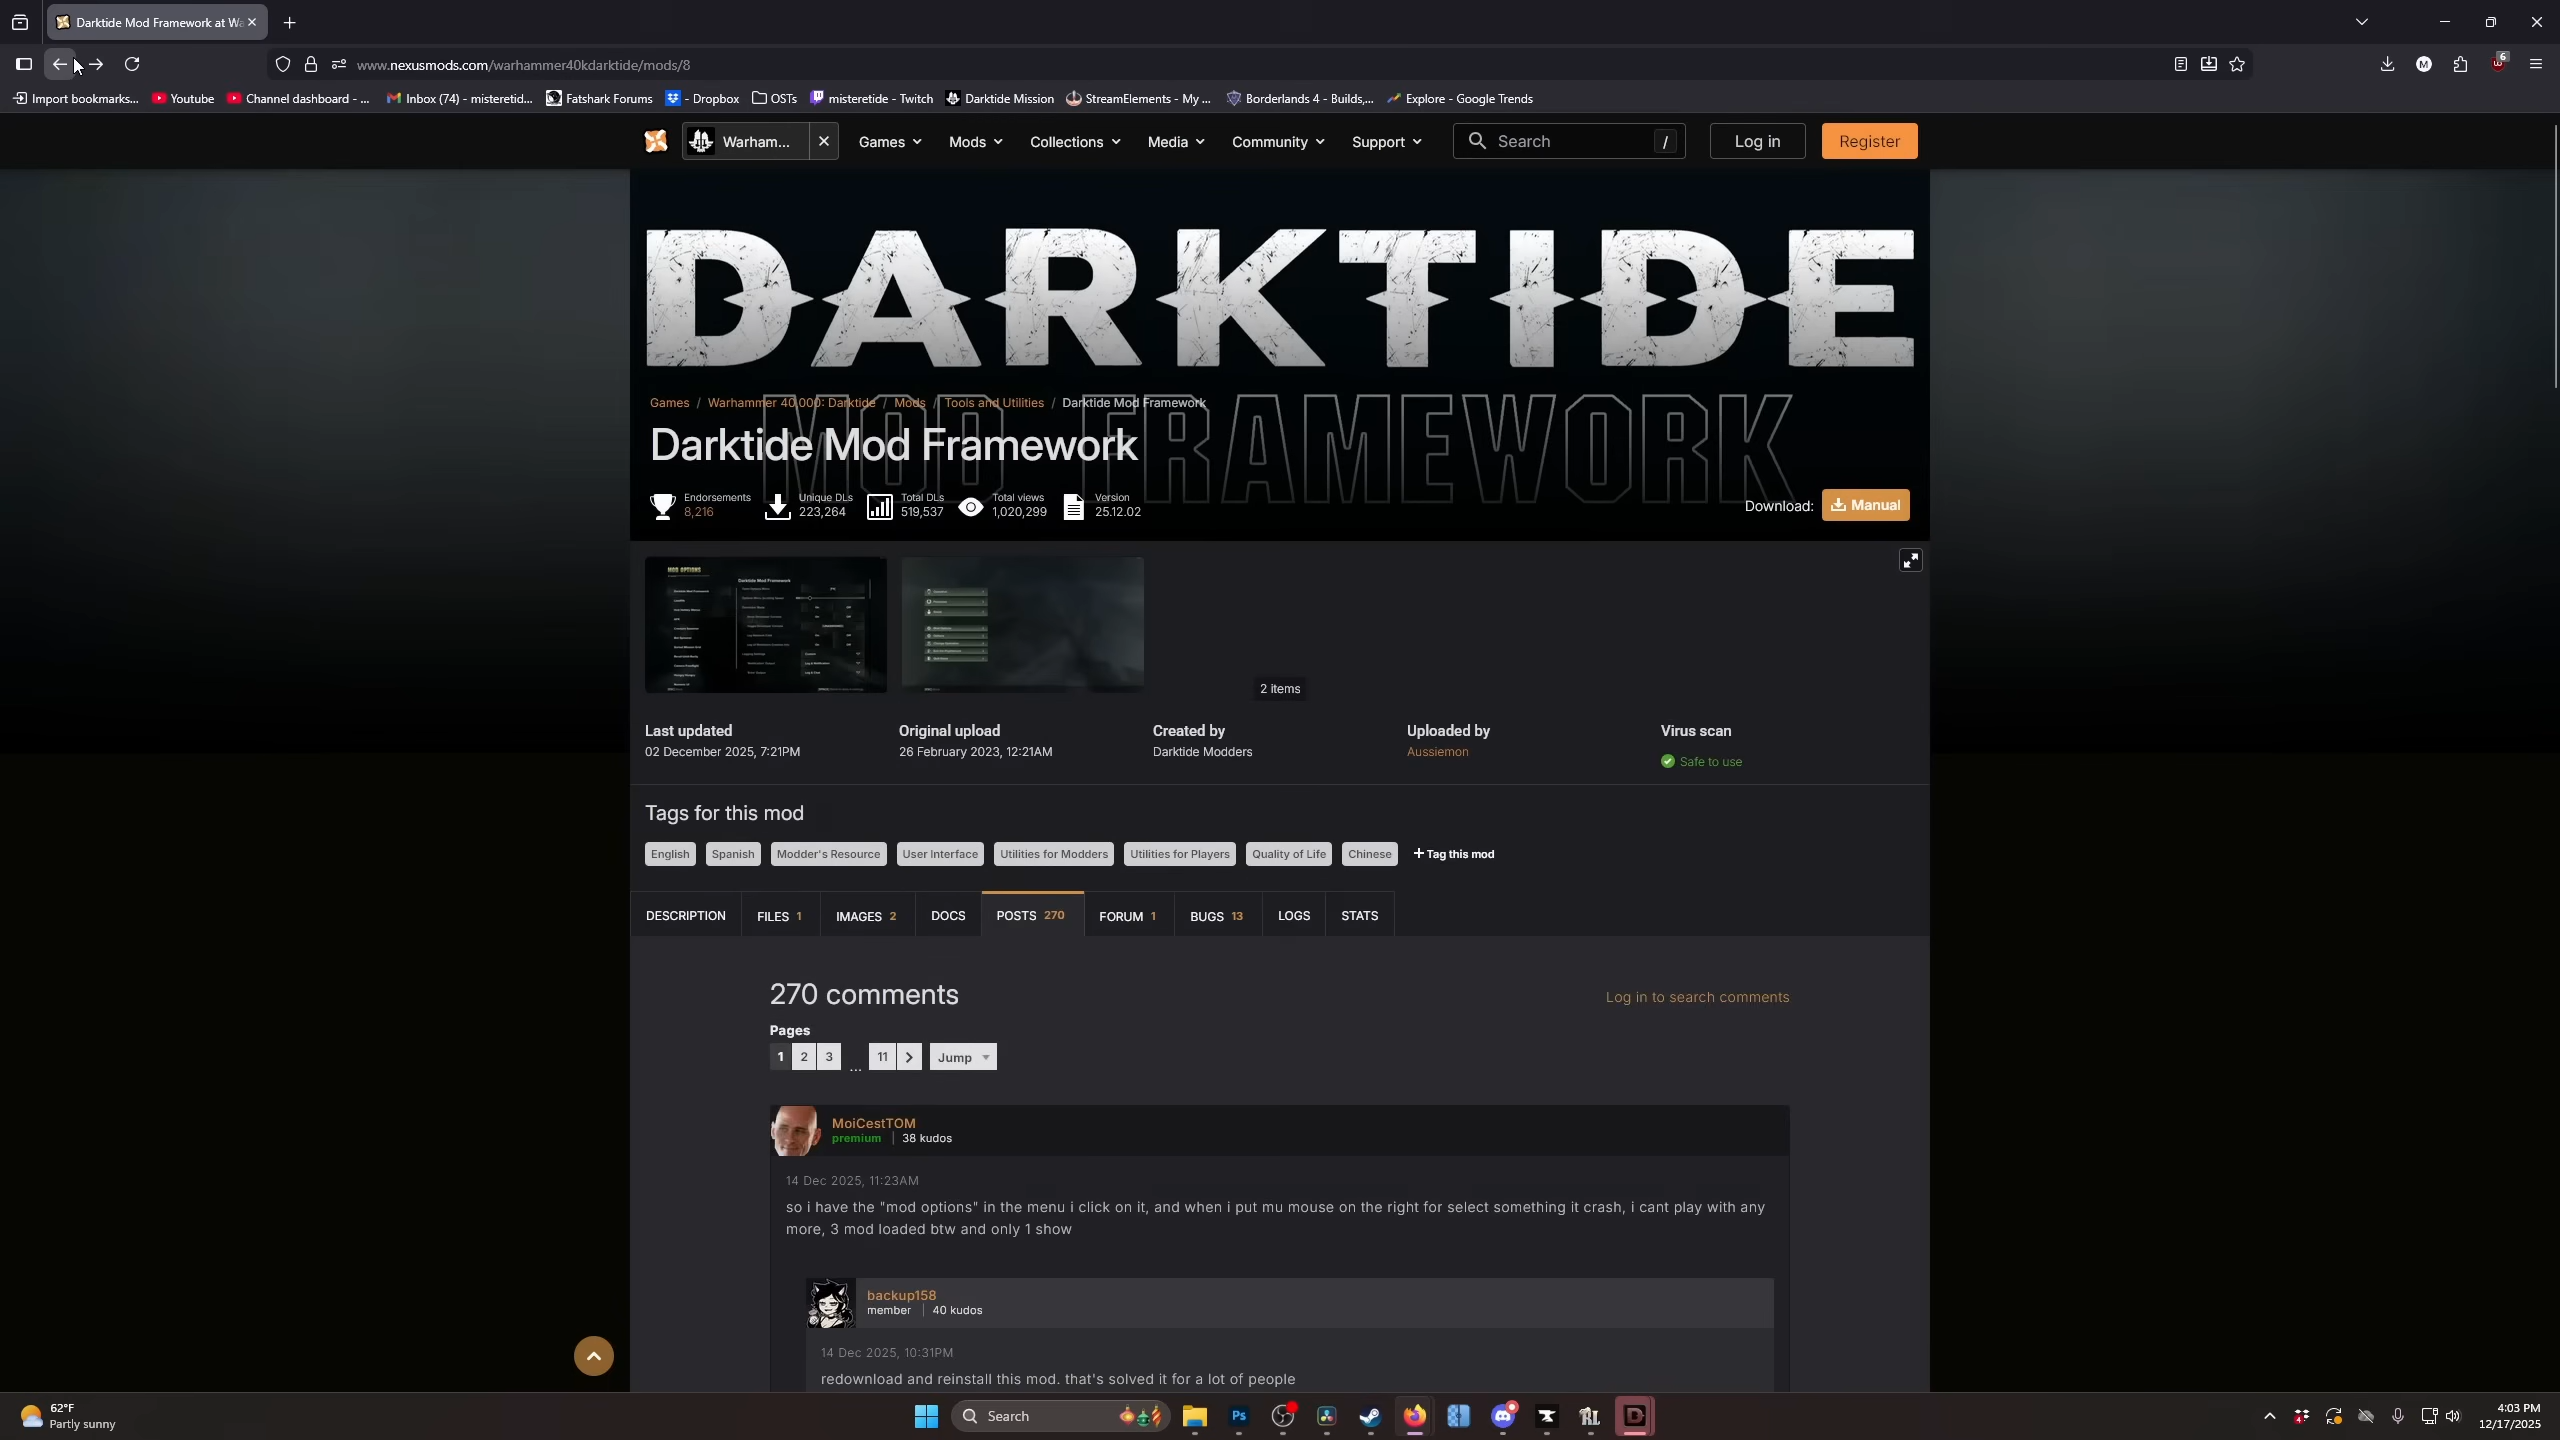 Darktide Mod Framework at Wa
www.nexusmods.com/warhammer40kdarktide/mods/8
6
Import bookmarks...
Youtube
Channel dashboard - ...
Inbox (74) - misteretid...
Fatshark Forums
- Dropbox
OSTs
misteretide - Twitch
Darktide Mission
StreamElements - My ...
Borderlands 4 - Builds,...
Explore - Google Trends
Warham...
Games
Mods
Collections
Media
Community
Support
Search
/
Log in
Register
DARKTIDE
MOD FRAMEWORK
Games / Warhammer 40,000: Darktide / Mods / Tools and Utilities / Darktide Mod Framework
Darktide Mod Framework
Endorsements
8,216
Unique DLs
223,264
Total DLs
519,537
Total views
1,020,299
Version
25.12.02
Download:
Manual
MOD OPTIONS
Darktide Mod Framework
2 items
Last updated
02 December 2025, 7:21PM
Original upload
26 February 2023, 12:21AM
Created by
Darktide Modders
Uploaded by
Aussiemon
Virus scan
Safe to use
Tags for this mod
English
Spanish
Modder's Resource
User Interface
Utilities for Modders
Utilities for Players
Quality of Life
Chinese
+ Tag this mod
DESCRIPTION
FILES 1
IMAGES 2
DOCS
POSTS 270
FORUM 1
BUGS 13
LOGS
STATS
270 comments
Log in to search comments
Pages
1 2 3 ... 11 > Jump
MoiCestTOM
premium | 38 kudos
14 Dec 2025, 11:23AM
so i have the "mod options" in the menu i click on it, and when i put mu mouse on the right for select something it crash, i cant play with any
more, 3 mod loaded btw and only 1 show
backup158
member | 40 kudos
14 Dec 2025, 10:31PM
redownload and reinstall this mod. that's solved it for a lot of people
62°F
Partly sunny
Search
Ps
4:03 PM
12/17/2025